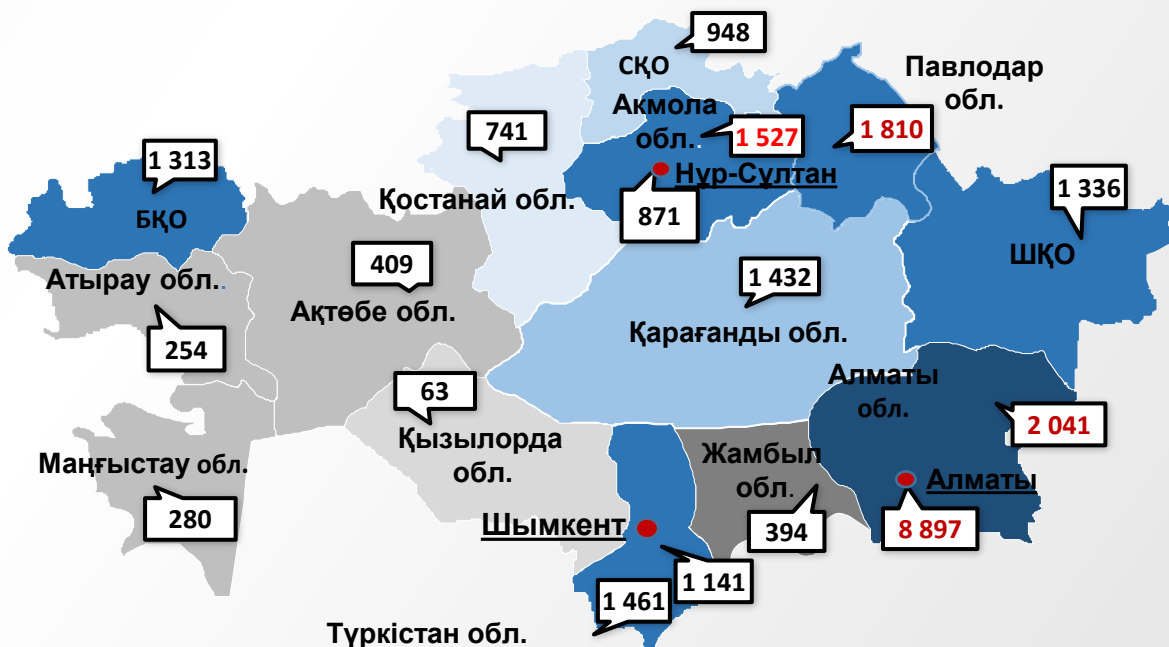 948
СҚО
Павлодар
обл.
Акмола
обл..
1 527
1 810
741
1 313
Нұр-Сұлтан
1 336
Қостанай обл.
871
БҚО
ШҚО
409
Атырау обл..
1 432
Ақтөбе обл.
Қарағанды обл.
254
Алматы
обл.
63
2 041
Қызылорда
обл.
Жамбыл
обл.
Маңғыстау обл.
Алматы
280
Шымкент
394
8 897
1 141
1 461
Түркістан обл.